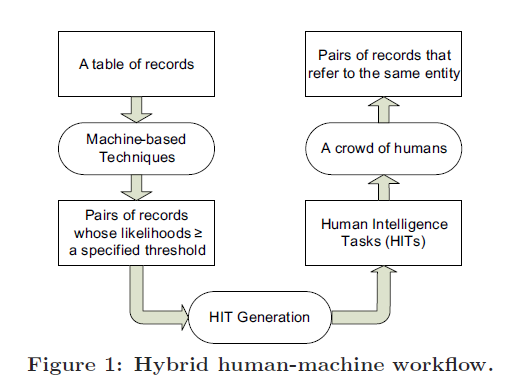 A table of records
Machine-based
Techniques
Pairs of records
whose likelihoods ≥
a specified threshold
HIT Generation
Human Intelligence
Tasks (HITs)
A crowd of humans
Pairs of records that
refer to the same entity
Figure 1: Hybrid human-machine workflow.